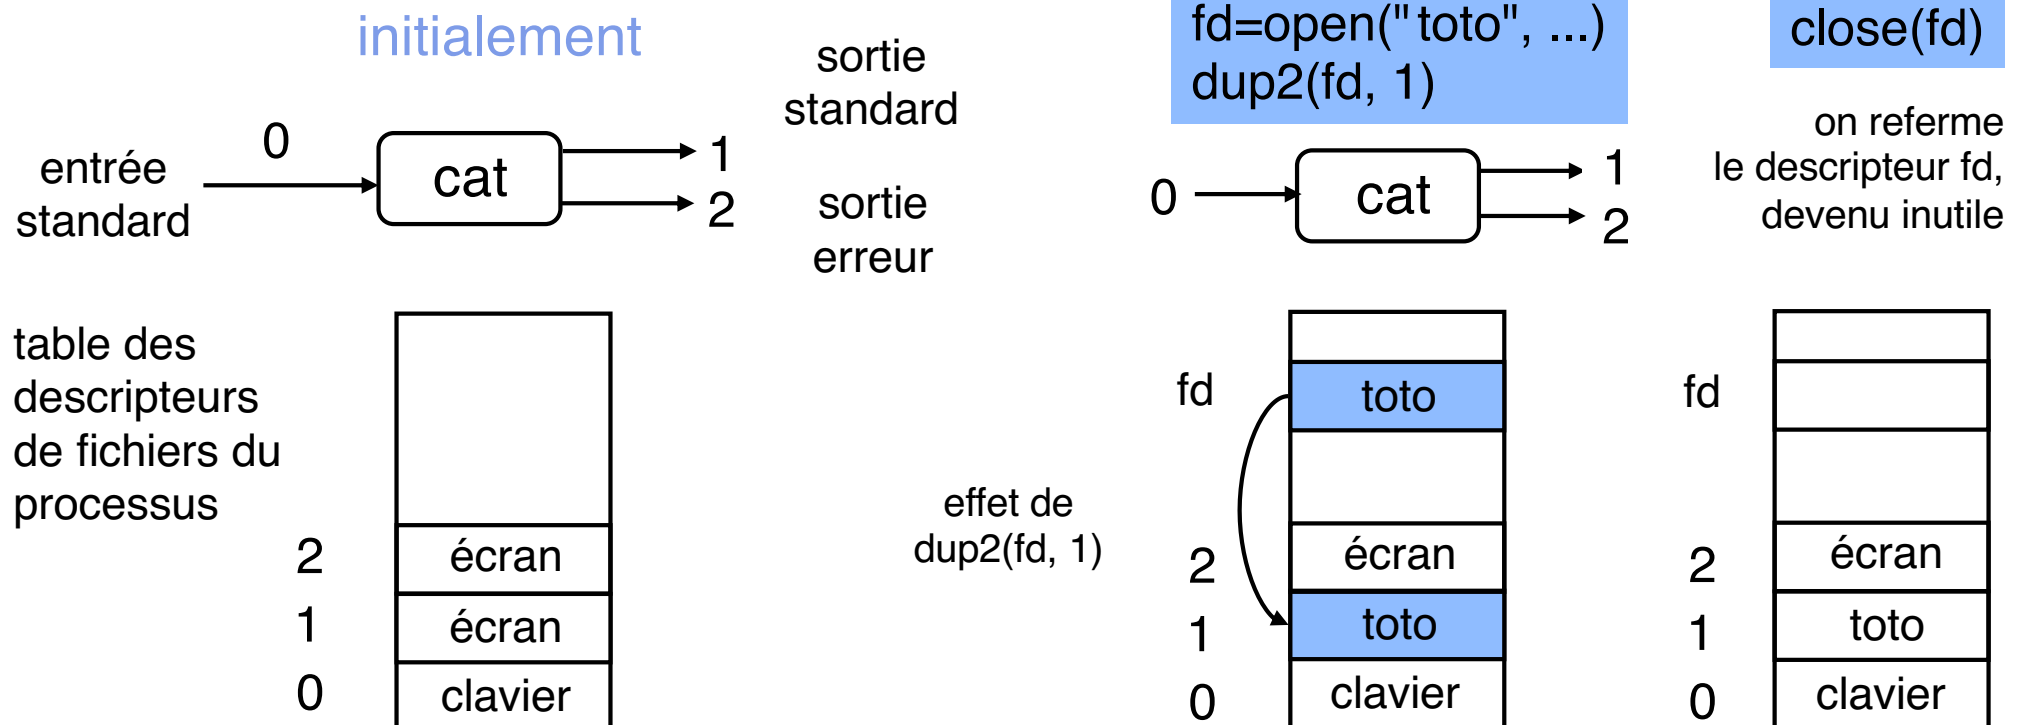 initialement
entrée
standard
0
cat
1
2
sortie
standard
sortie
erreur
table des
descripteurs
de fichiers du
processus
2
écran
1
écran
0
clavier
fd=open("toto", ...)
dup2(fd, 1)
0
cat
1
2
effet de
dup2(fd, 1)
fd
toto
2
écran
1
toto
0
clavier
close(fd)
on referme
le descripteur fd,
devenu inutile
fd
2
écran
1
toto
0
clavier